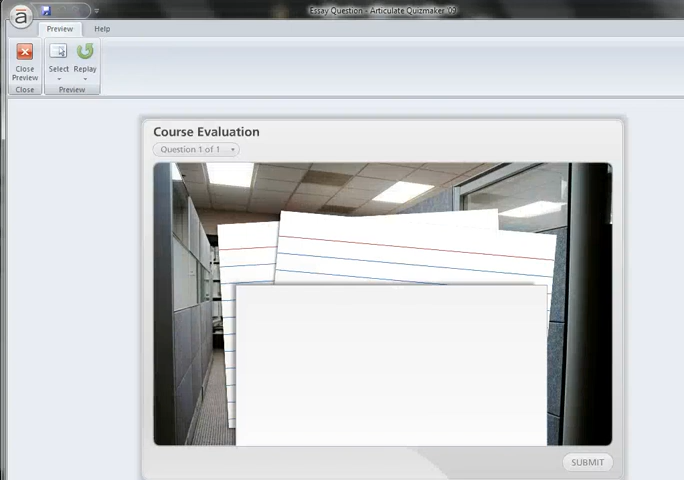 Essay Question - Articulate Quizmaker '09
Preview
Help
Close Preview
Select
Replay
Close
Preview
Course Evaluation
Question 1 of 1
SUBMIT